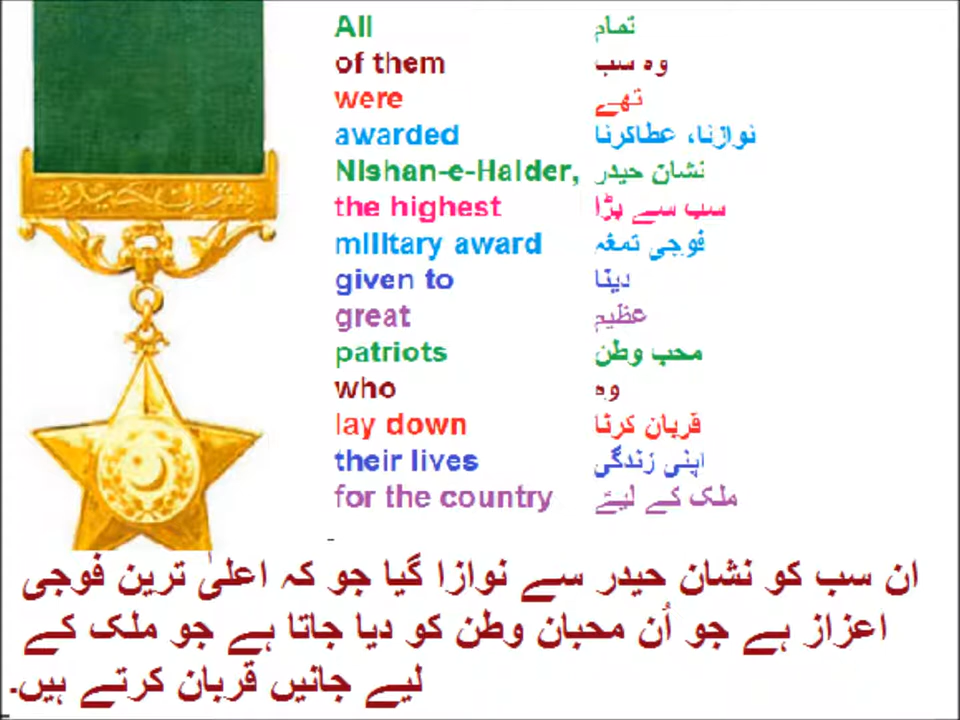 نشان حیدر
All تمام
of them وہ سب
were تھے
awarded نوازنا، عطاکرنا
Nishan-e-Haider, نشان حیدر
the highest سب سے بڑا
military award فوجی تمغہ
given to دینا
great عظیم
patriots محب وطن
who وہ
lay down قربان کرنا
their lives اپنی زندگی
for the country ملک کے لیئے
ان سب کو نشان حیدر سے نوازا گیا جو کہ اعلیٰ ترین فوجی
اعزاز ہے جو اُن محبان وطن کو دیا جاتا ہے جو ملک کے
لیے جانیں قربان کرتے ہیں۔